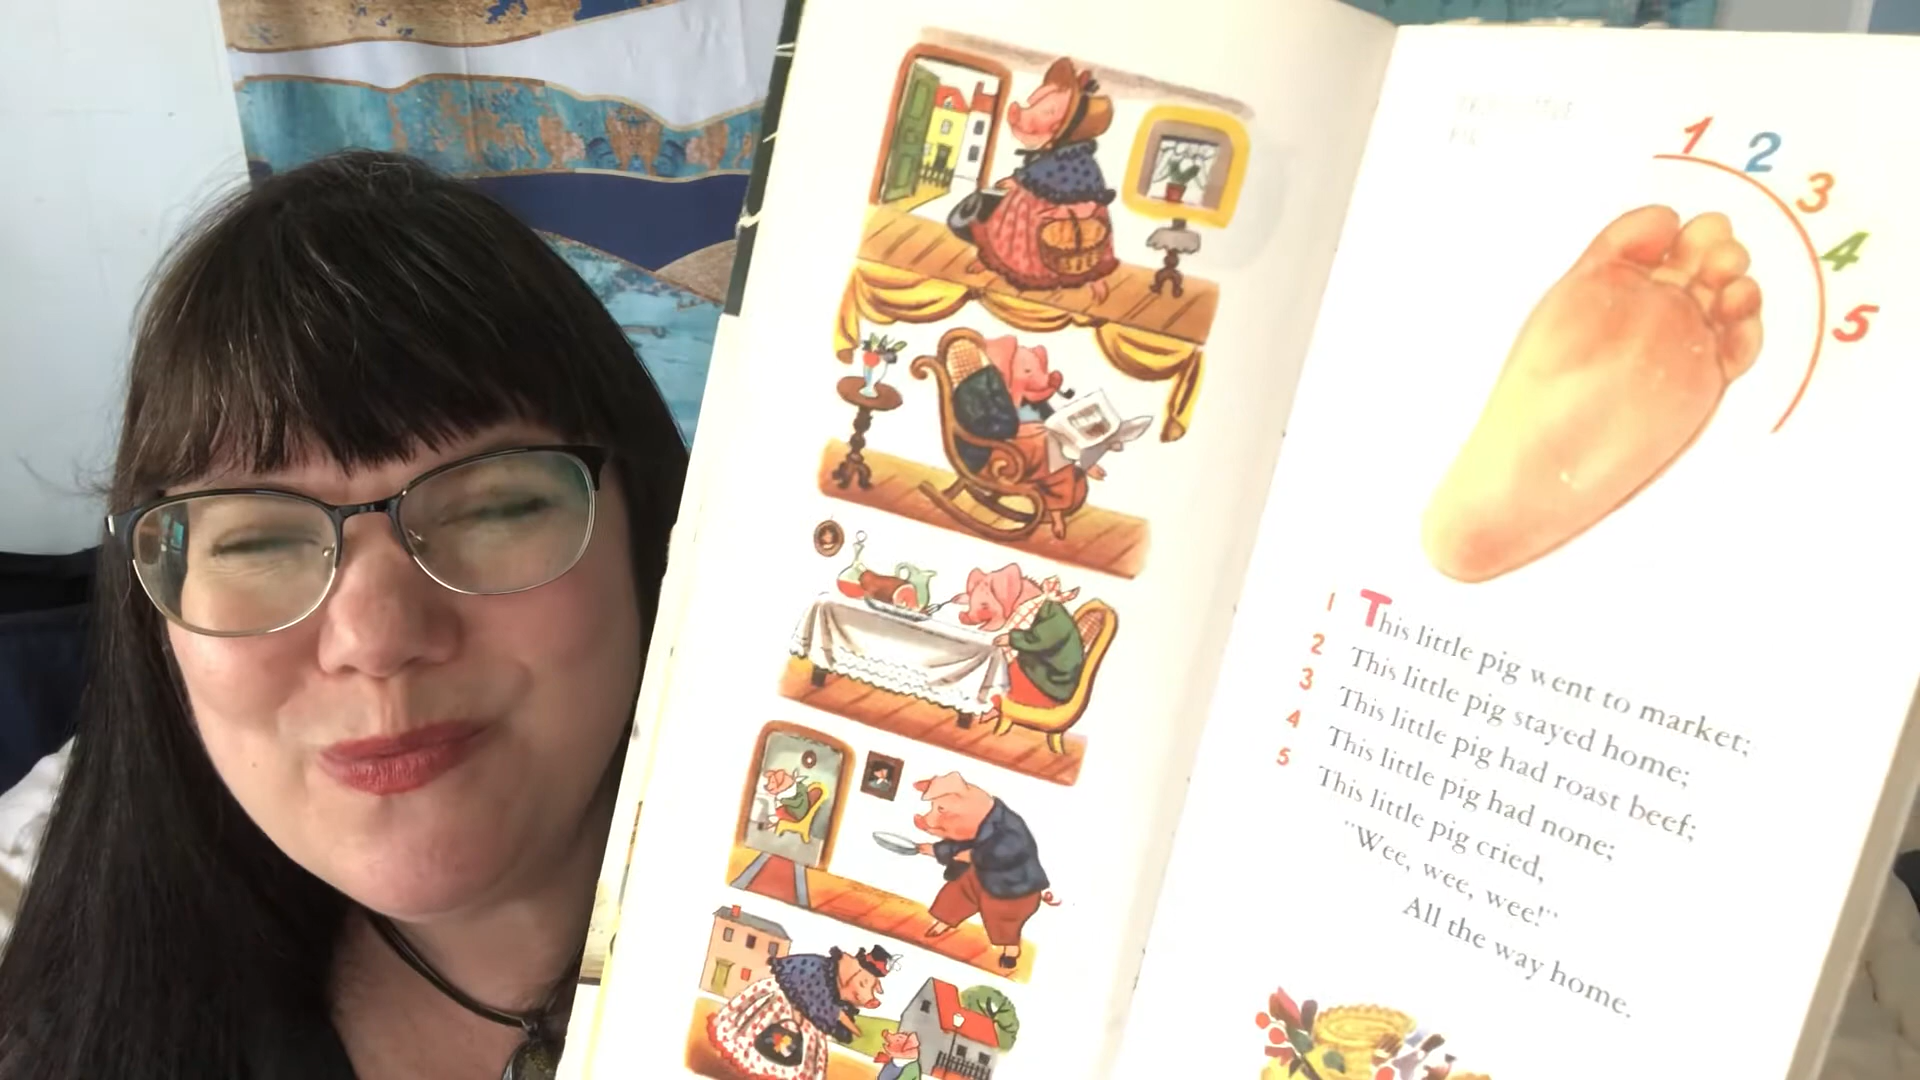 1 2 3 4 5
1 This little pig went to market;
2 This little pig stayed home;
3 This little pig had roast beef;
4 This little pig had none;
5 This little pig cried,
"Wee, wee, wee!"
All the way home.